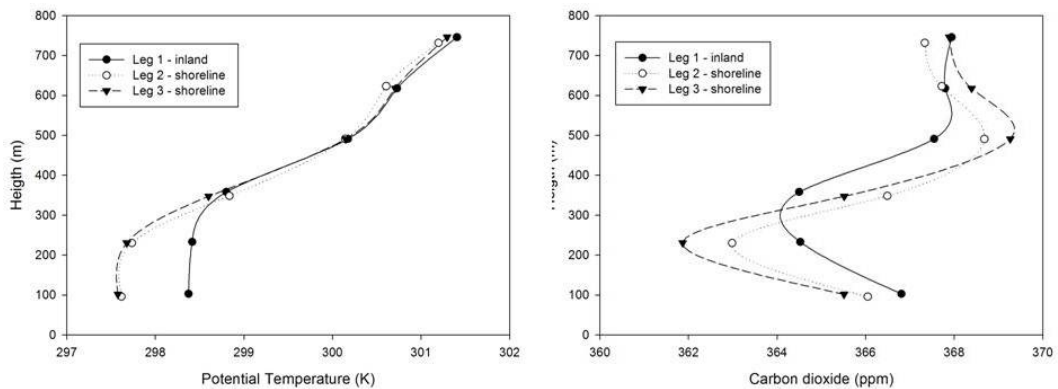 800
700
600
500
400
300
200
100
0
Heigth (m)
Leg 1 - inland
Leg 2 - shoreline
Leg 3 - shoreline
297 298 299 300 301 302
Potential Temperature (K)
800
700
600
500
400
300
200
100
0
Leg 1 - inland
Leg 2 - shoreline
Leg 3 - shoreline
360 362 364 366 368 370
Carbon dioxide (ppm)